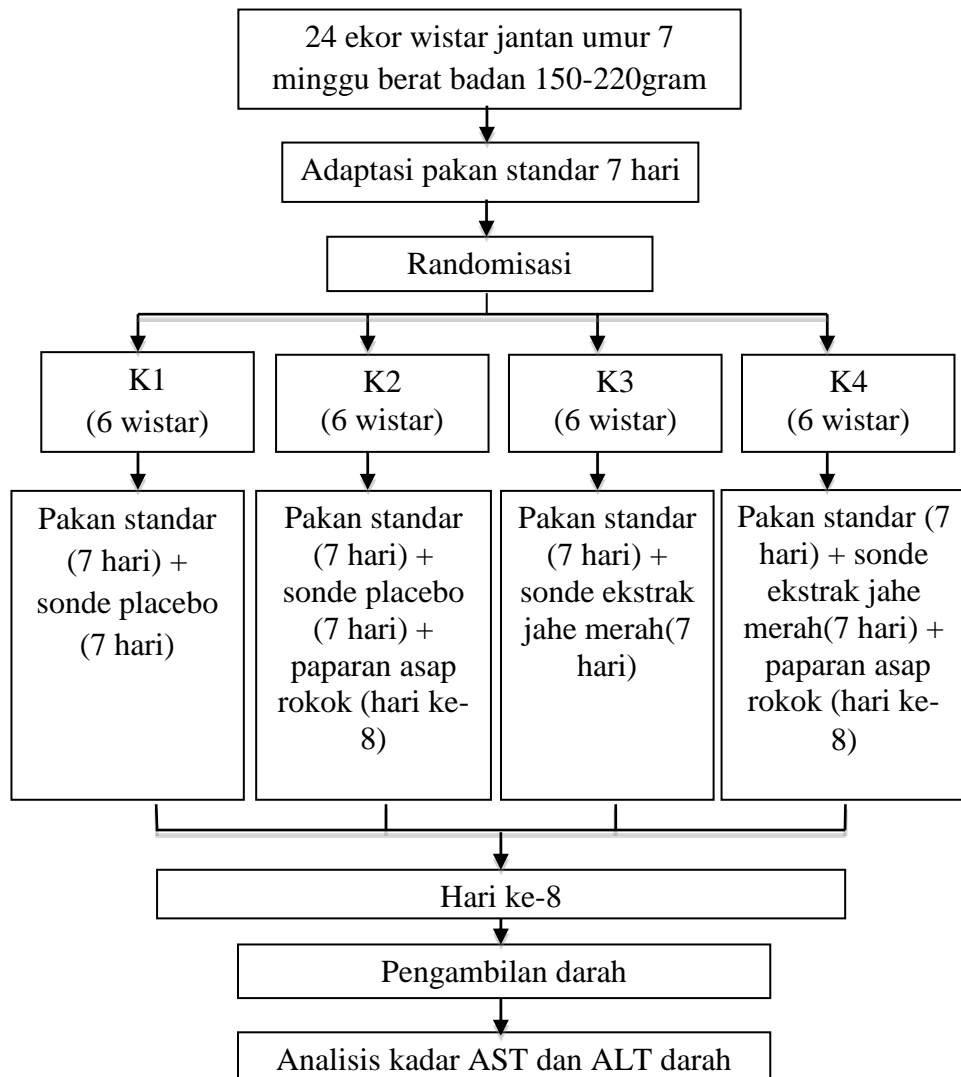 24 ekor wistar jantan umur 7
minggu berat badan 150-220gram
Adaptasi pakan standar 7 hari
Randomisasi
K1
(6 wistar)
K2
(6 wistar)
K3
(6 wistar)
K4
(6 wistar)
Pakan standar
(7 hari) +
sonde placebo
(7 hari)
Pakan standar
(7 hari) +
sonde placebo
(7 hari) +
paparan asap
rokok (hari ke-
8)
Pakan standar
(7 hari) +
sonde ekstrak
jahe merah(7
hari)
Pakan standar (7
hari) + sonde
ekstrak jahe
merah(7 hari) +
paparan asap
rokok (hari ke-
8)
Hari ke-8
Pengambilan darah
Analisis kadar AST dan ALT darah